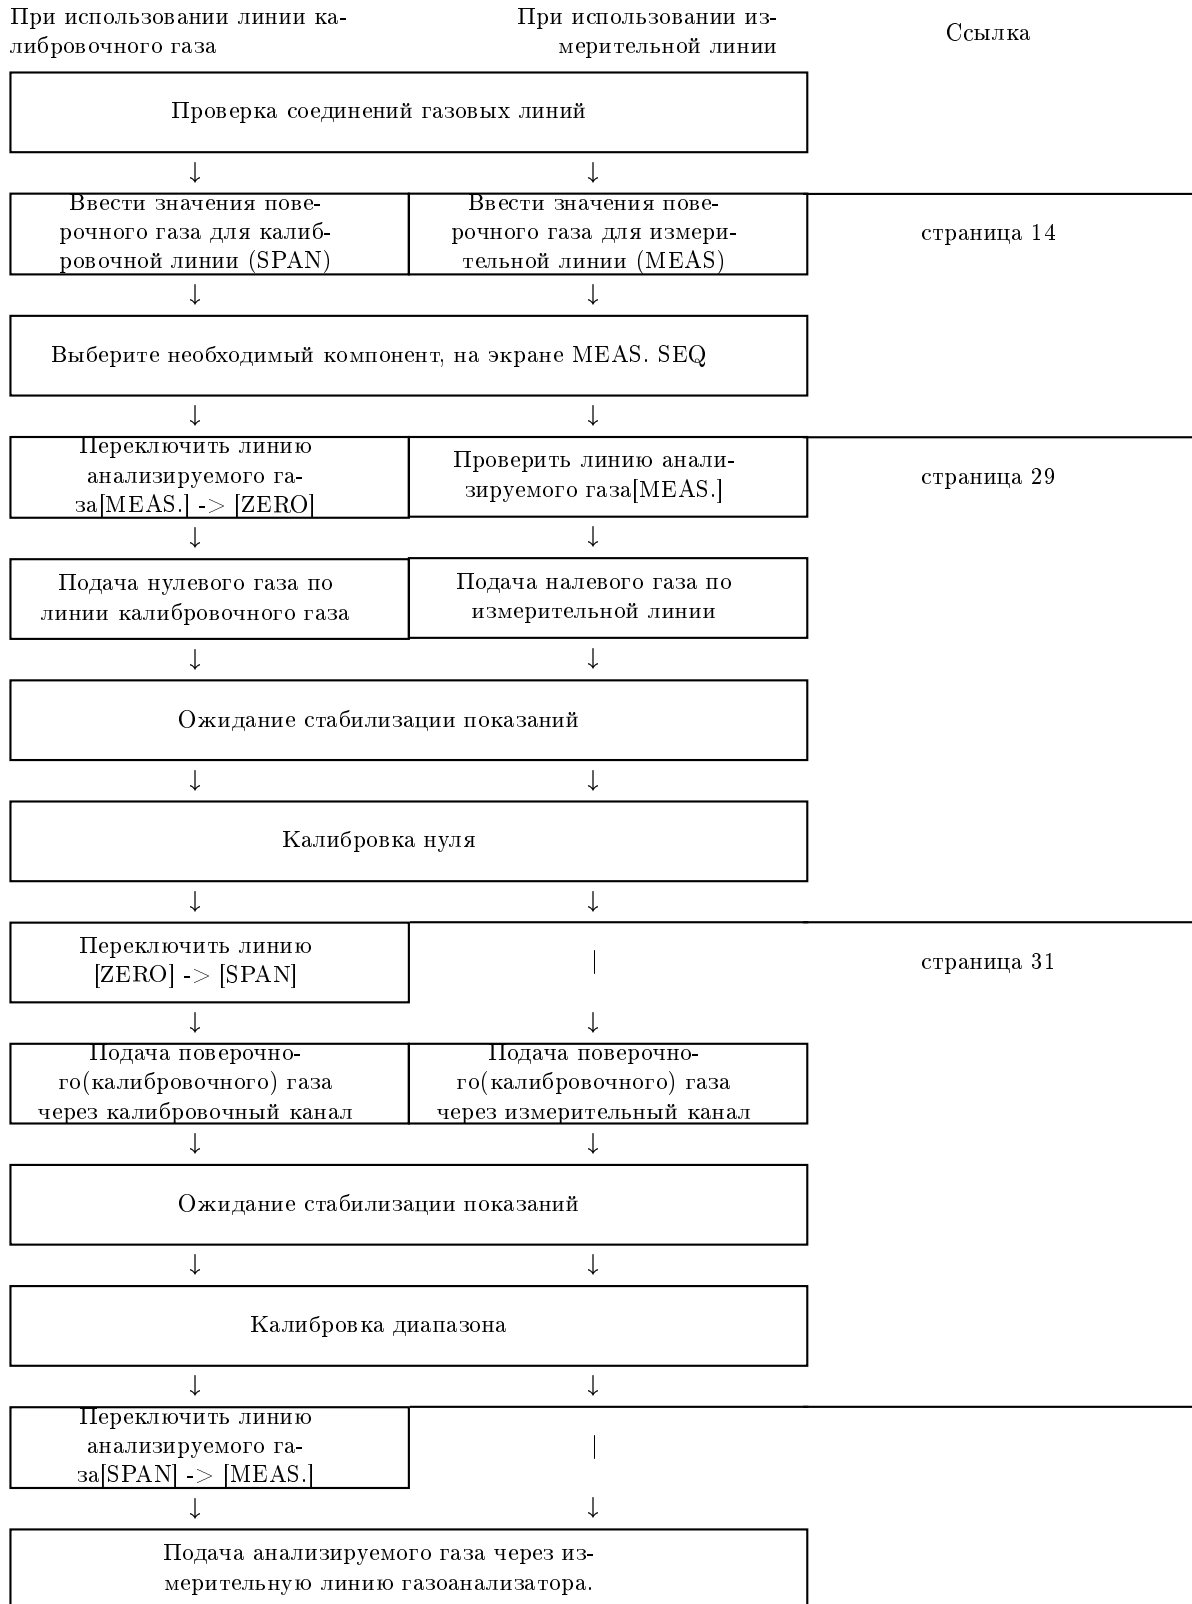 При использовании линии ка-
либровочного газа
При использовании из-
мерительной линии
Ссылка
Проверка соединений газовых линий
↓ ↓
Ввести значения пове-
рочного газа для калиб-
ровочной линии (SPAN)
Ввести значения пове-
рочного газа для измери-
тельной линии (MEAS)
страница 14
↓ ↓
Выберите необходимый компонент, на экране MEAS. SEQ
↓ ↓
Переключить линию
анализируемого га-
за[MEAS.] -> [ZERO]
Проверить линию анали-
зируемого газа[MEAS.]
страница 29
↓ ↓
Подача нулевого газа по
линии калибровочного газа
Подача налевого газа по
измерительной линии
↓ ↓
Ожидание стабилизации показаний
↓ ↓
Калибровка нуля
↓ ↓
Переключить линию
[ZERO] -> [SPAN]
|
страница 31
↓ ↓
Подача поверочно-
го(калибровочного) газа
через калибровочный канал
Подача поверочно-
го(калибровочного) газа
через измерительный канал
↓ ↓
Ожидание стабилизации показаний
↓ ↓
Калибровка диапазона
↓ ↓
Переключить линию
анализируемого га-
за[SPAN] -> [MEAS.]
|
↓ ↓
Подача анализируемого газа через из-
мерительную линию газоанализатора.